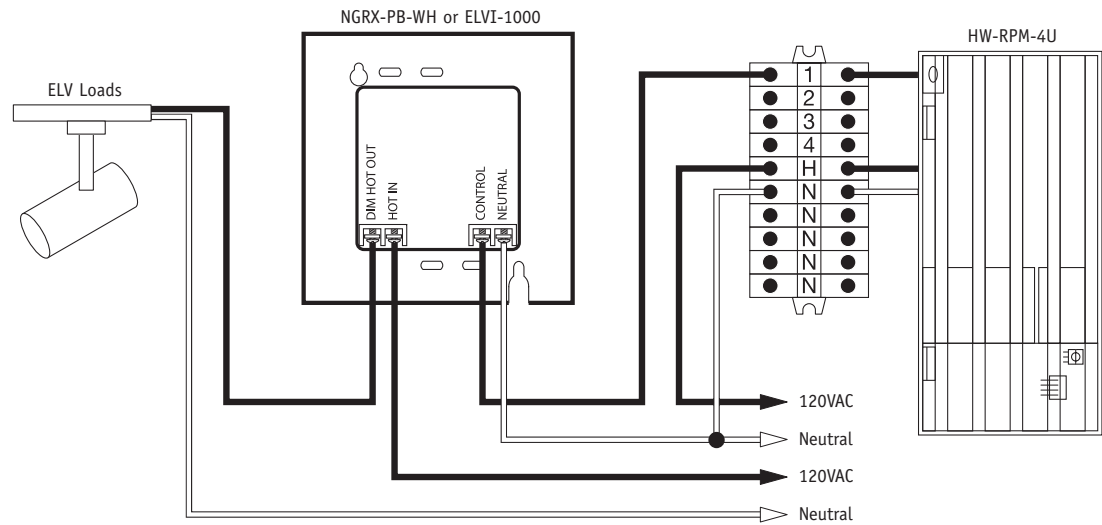 NGRX-PB-WH or ELVI-1000
HW-RPM-4U
ELV Loads
DIM HOT OUT
HOT IN
CONTROL
NEUTRAL
1
2
3
4
H
N
N
N
N
N
120VAC
Neutral
120VAC
Neutral